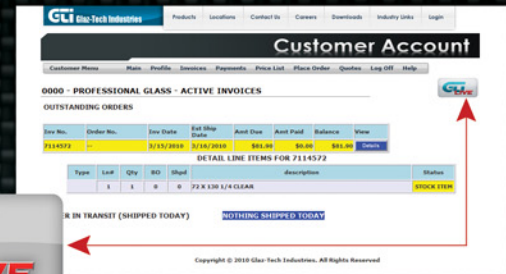 GTI Glaz-Tech Industries
Products Locations Contact Us Careers Downloads Industry Links Login
Customer Account
Customer Menu Main Profile Invoices Payments Price List Place Order Quotes Log Off Help
0000 - PROFESSIONAL GLASS - ACTIVE INVOICES
GTI LIVE
OUTSTANDING ORDERS
Inv No. Order No. Inv Date Est Ship Date Amt Due Amt Paid Balance View
7114572 -- 3/15/2010 3/16/2010 $81.90 $0.00 $81.90 Details
DETAIL LINE ITEMS FOR 7114572
Type Ln# Qty BO Shpd description Status
1 1 0 0 72 X 130 1/4 CLEAR STOCK ITEM
R IN TRANSIT (SHIPPED TODAY) NOTHING SHIPPED TODAY
Copyright © 2010 Glaz-Tech Industries. All Rights Reserved